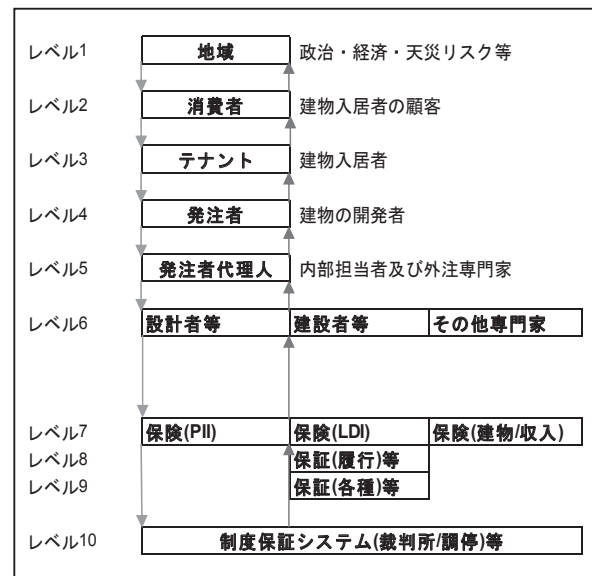 レベル1 地域 政治・経済・天災リスク等
レベル2 消費者 建物入居者の顧客
レベル3 テナント 建物入居者
レベル4 発注者 建物の開発者
レベル5 発注者代理人 内部担当者及び外注専門家
レベル6 設計者等 建設者等 その他専門家
レベル7 保険(PII) 保険(LDI) 保険(建物/収入)
レベル8 保証(履行)等
レベル9 保証(各種)等
レベル10 制度保証システム(裁判所/調停)等